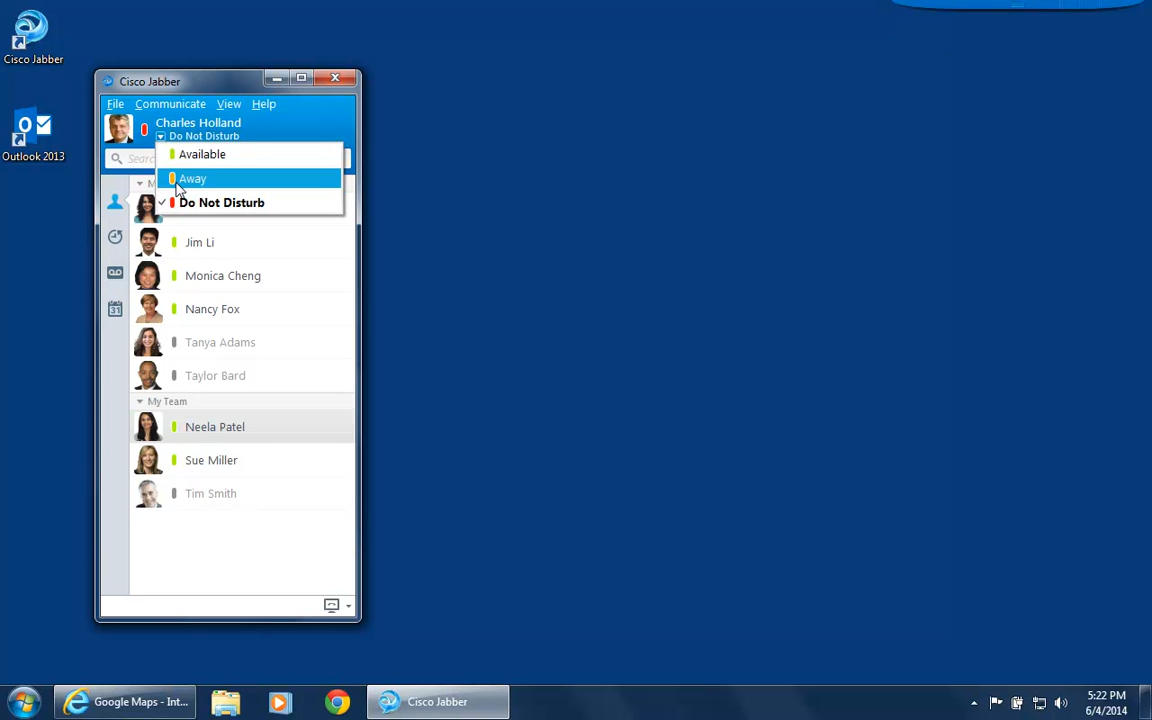 Cisco Jabber
Outlook 2013
Cisco Jabber
File Communicate View Help
Charles Holland
Do Not Disturb
Available
Away
Do Not Disturb
Jim Li
Monica Cheng
Nancy Fox
Tanya Adams
Taylor Bard
My Team
Neela Patel
Sue Miller
Tim Smith
31
Google Maps - Int...
Cisco Jabber
5:22 PM
6/4/2014